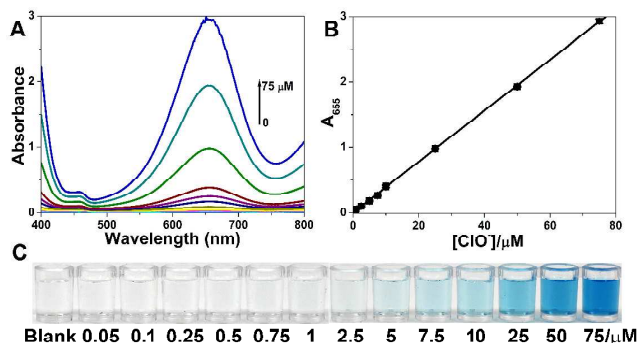 A
Absorbance
3
2
1
0
75 μM
0
400 500 600 700 800
Wavelength (nm)
B
A655
3
2
1
0
0 20 40 60 80
[ClO-]/μM
C
Blank 0.05 0.1 0.25 0.5 0.75 1 2.5 5 7.5 10 25 50 75/μM